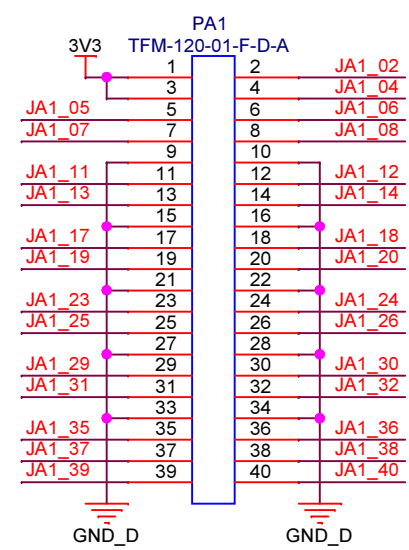 PA1
3V3 TFM-120-01-F-D-A
1 2 JA1_02
3 4 JA1_04
JA1_05 5 6 JA1_06
JA1_07 7 8 JA1_08
9 10
JA1_11 11 12 JA1_12
JA1_13 13 14 JA1_14
15 16
JA1_17 17 18 JA1_18
JA1_19 19 20 JA1_20
21 22
JA1_23 23 24 JA1_24
JA1_25 25 26 JA1_26
27 28
JA1_29 29 30 JA1_30
JA1_31 31 32 JA1_32
33 34
JA1_35 35 36 JA1_36
JA1_37 37 38 JA1_38
JA1_39 39 40 JA1_40
GND_D GND_D